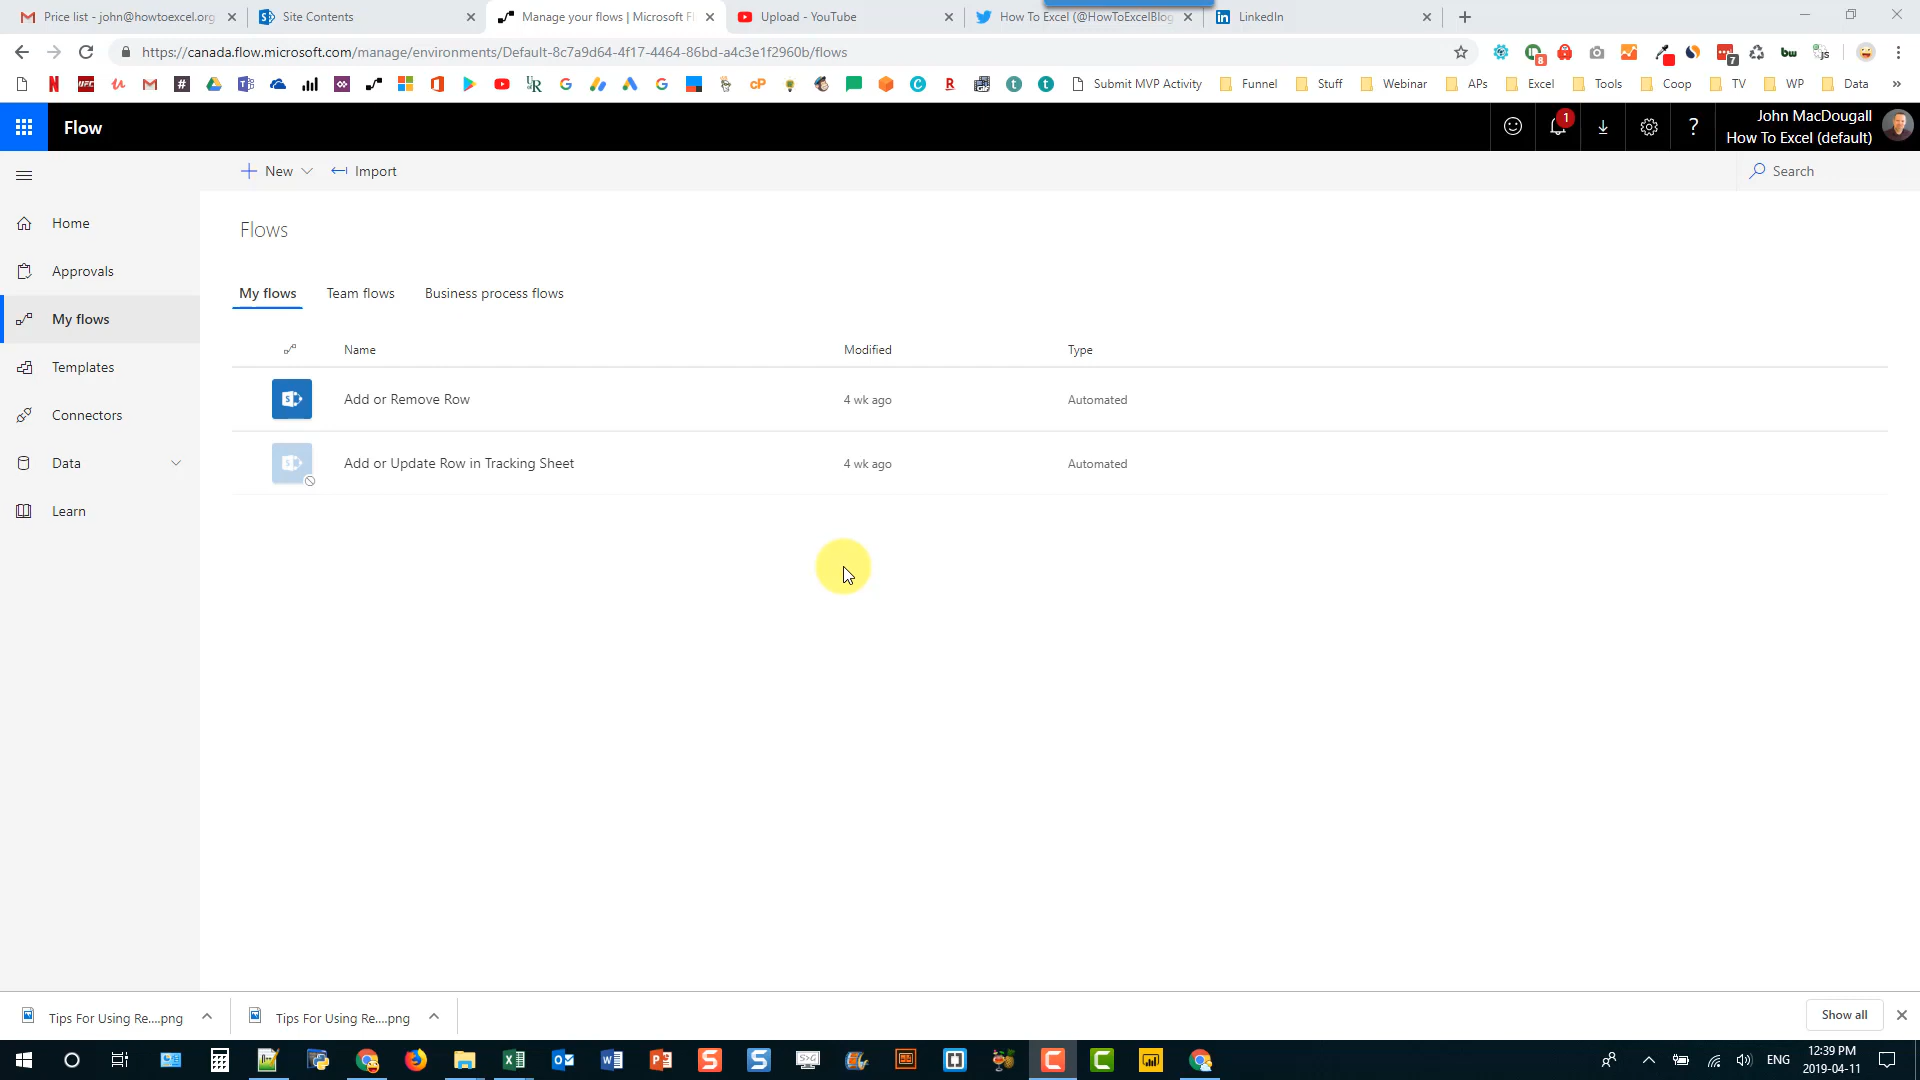 Price list - john@howtoexcel.org
Site Contents
Manage your flows | Microsoft Fl
Upload - YouTube
How To Excel (@HowToExcelBlog
LinkedIn
https://canada.flow.microsoft.com/manage/environments/Default-8c7a9d64-4f17-4464-86bd-a4c3e1f2960b/flows
8
7
Submit MVP Activity
Funnel
Stuff
Webinar
APs
Excel
Tools
Coop
TV
WP
Data
Flow
1
John MacDougall
How To Excel (default)
New
Import
Search
Home
Approvals
My flows
Templates
Connectors
Data
Learn
Flows
My flows
Team flows
Business process flows
Name
Modified
Type
Add or Remove Row
4 wk ago
Automated
Add or Update Row in Tracking Sheet
4 wk ago
Automated
Tips For Using Re....png
Tips For Using Re....png
Show all
ENG
12:39 PM
2019-04-11